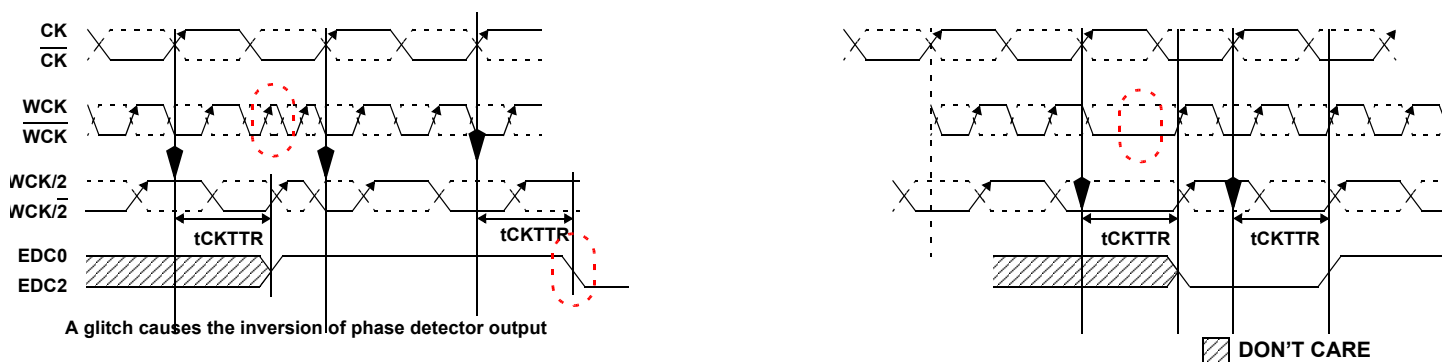 CK
CK
WCK
WCK
WCK/2
WCK/2
tCKTTR
tCKTTR
EDC0
EDC2
A glitch causes the inversion of phase detector output
tCKTTR
tCKTTR
DON'T CARE